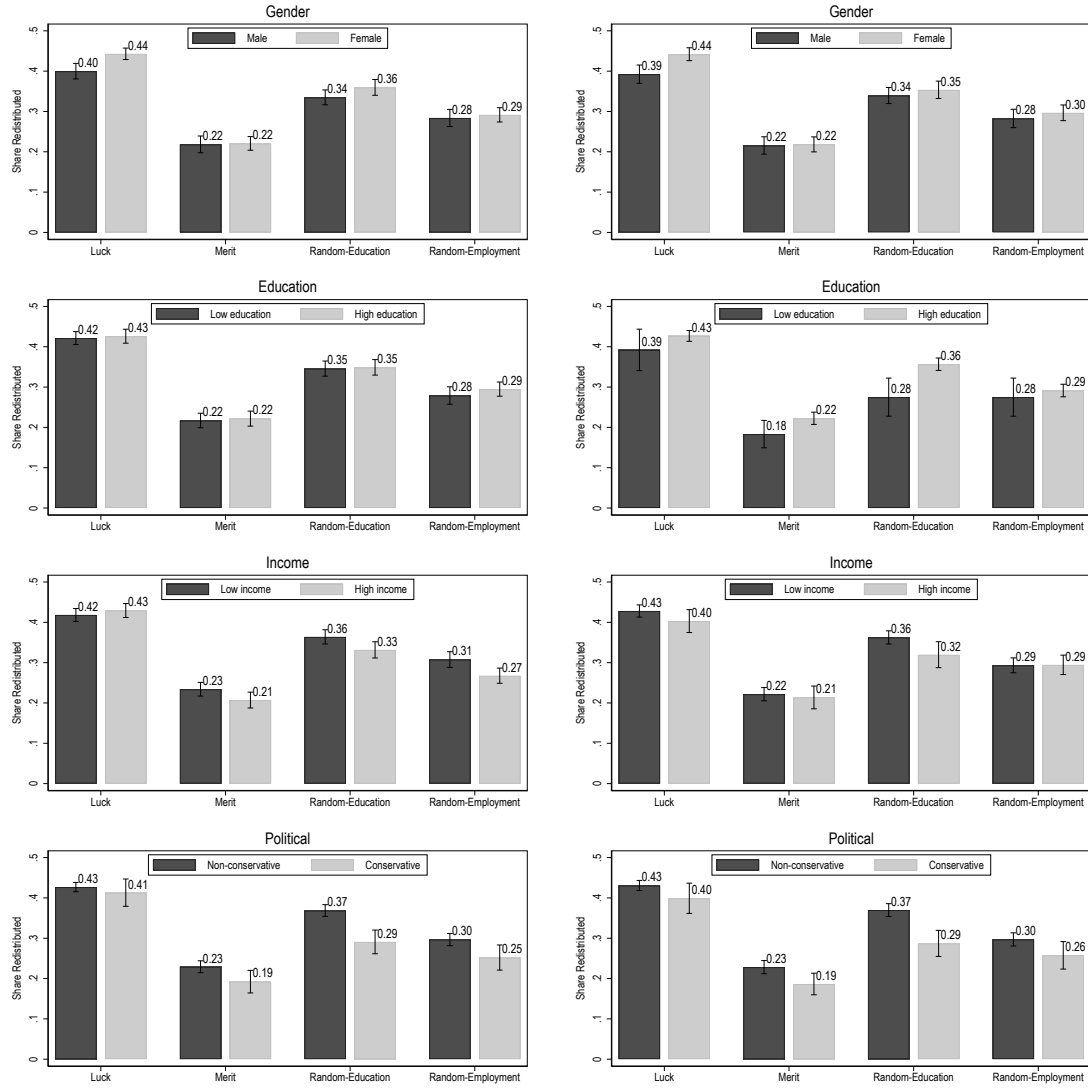 Gender
Share Redistributed
0 .1 .2 .3 .4 .5
Male Female
0.40 0.44 0.22 0.22 0.34 0.36 0.28 0.29
Luck Merit Random-Education Random-Employment
Gender
Share Redistributed
0 .1 .2 .3 .4 .5
Male Female
0.39 0.44 0.22 0.22 0.34 0.35 0.28 0.30
Luck Merit Random-Education Random-Employment
Education
Share Redistributed
0 .1 .2 .3 .4 .5
Low education High education
0.42 0.43 0.22 0.22 0.35 0.35 0.28 0.29
Luck Merit Random-Education Random-Employment
Education
Share Redistributed
0 .1 .2 .3 .4 .5
Low education High education
0.39 0.43 0.18 0.22 0.28 0.36 0.28 0.29
Luck Merit Random-Education Random-Employment
Income
Share Redistributed
0 .1 .2 .3 .4 .5
Low income High income
0.42 0.43 0.23 0.21 0.36 0.33 0.31 0.27
Luck Merit Random-Education Random-Employment
Income
Share Redistributed
0 .1 .2 .3 .4 .5
Low income High income
0.43 0.40 0.22 0.21 0.36 0.32 0.29 0.29
Luck Merit Random-Education Random-Employment
Political
Share Redistributed
0 .1 .2 .3 .4 .5
Non-conservative Conservative
0.43 0.41 0.23 0.19 0.37 0.29 0.30 0.25
Luck Merit Random-Education Random-Employment
Political
Share Redistributed
0 .1 .2 .3 .4 .5
Non-conservative Conservative
0.43 0.40 0.23 0.19 0.37 0.29 0.30 0.26
Luck Merit Random-Education Random-Employment